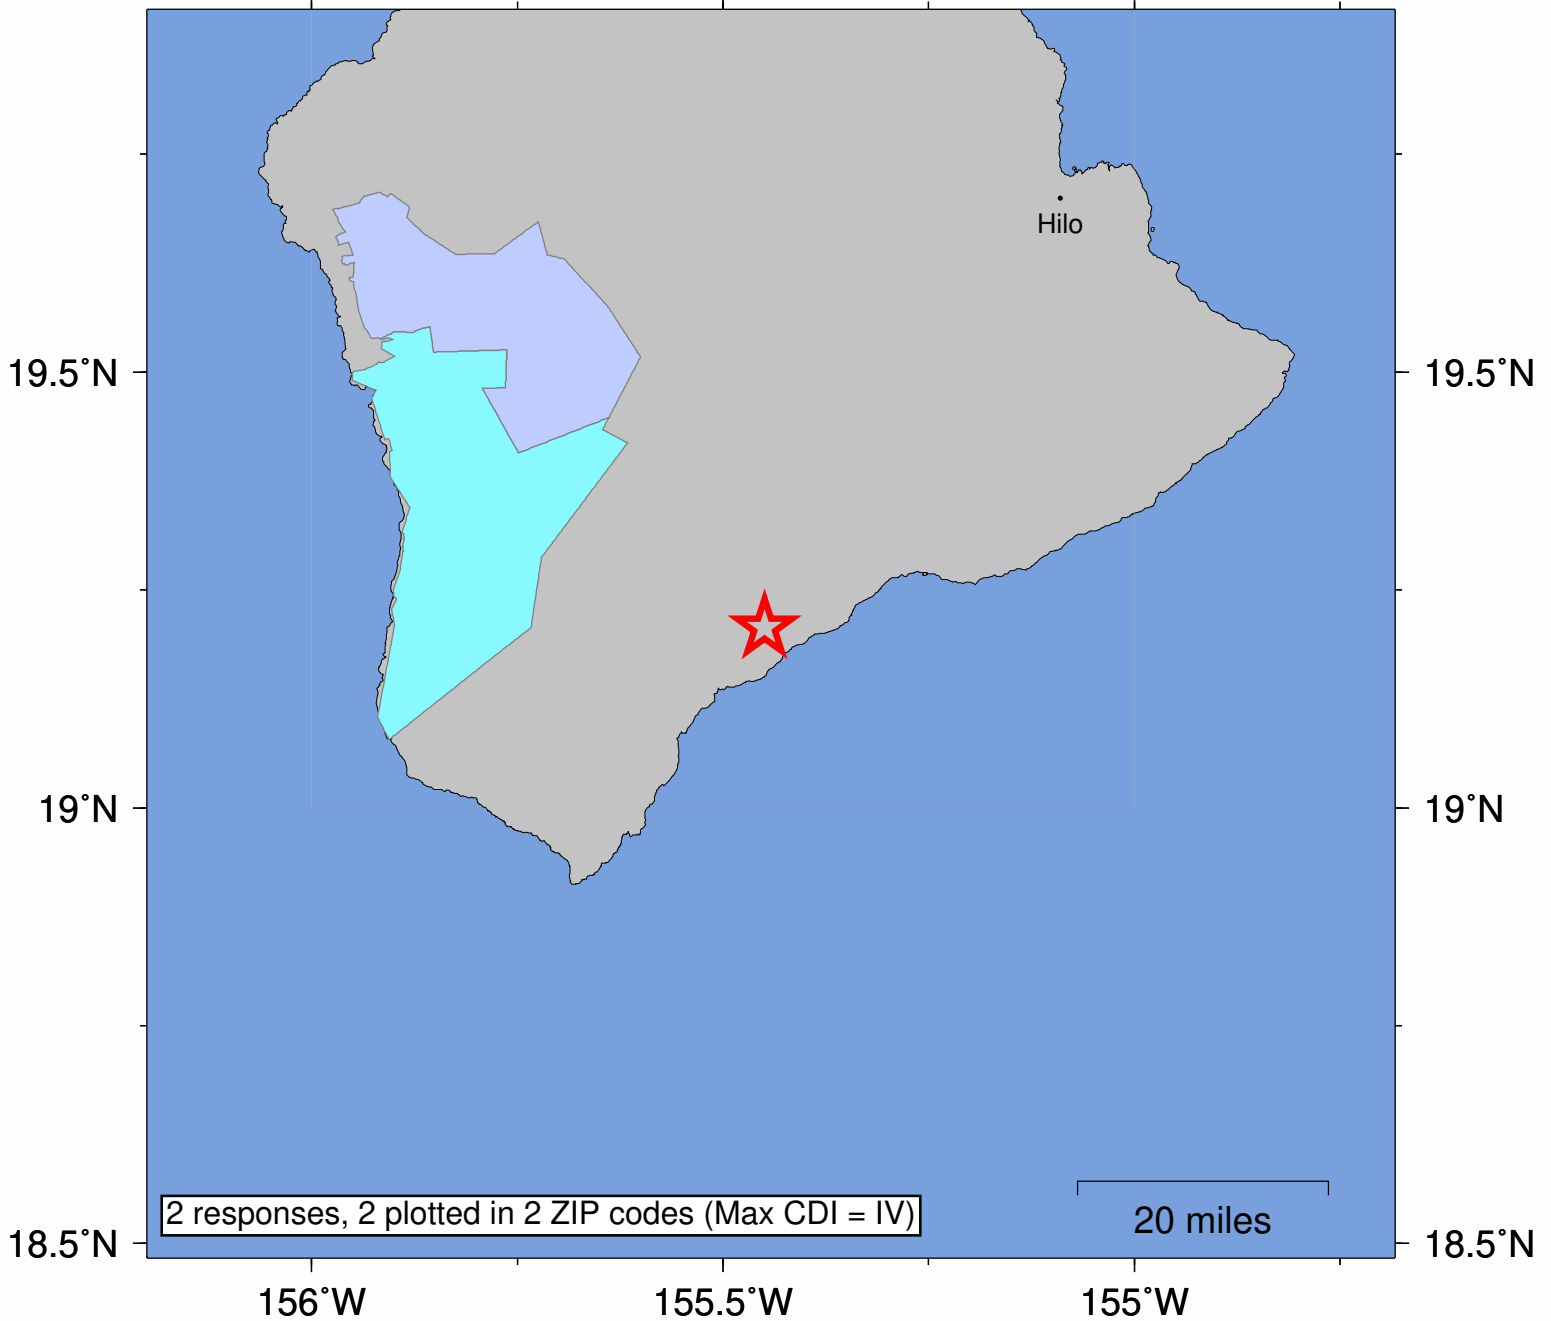 Hilo
19.5°N
19.5°N
19°N
19°N
2 responses, 2 plotted in 2 ZIP codes (Max CDI = IV)
20 miles
18.5°N
18.5°N
156°W
155.5°W
155°W